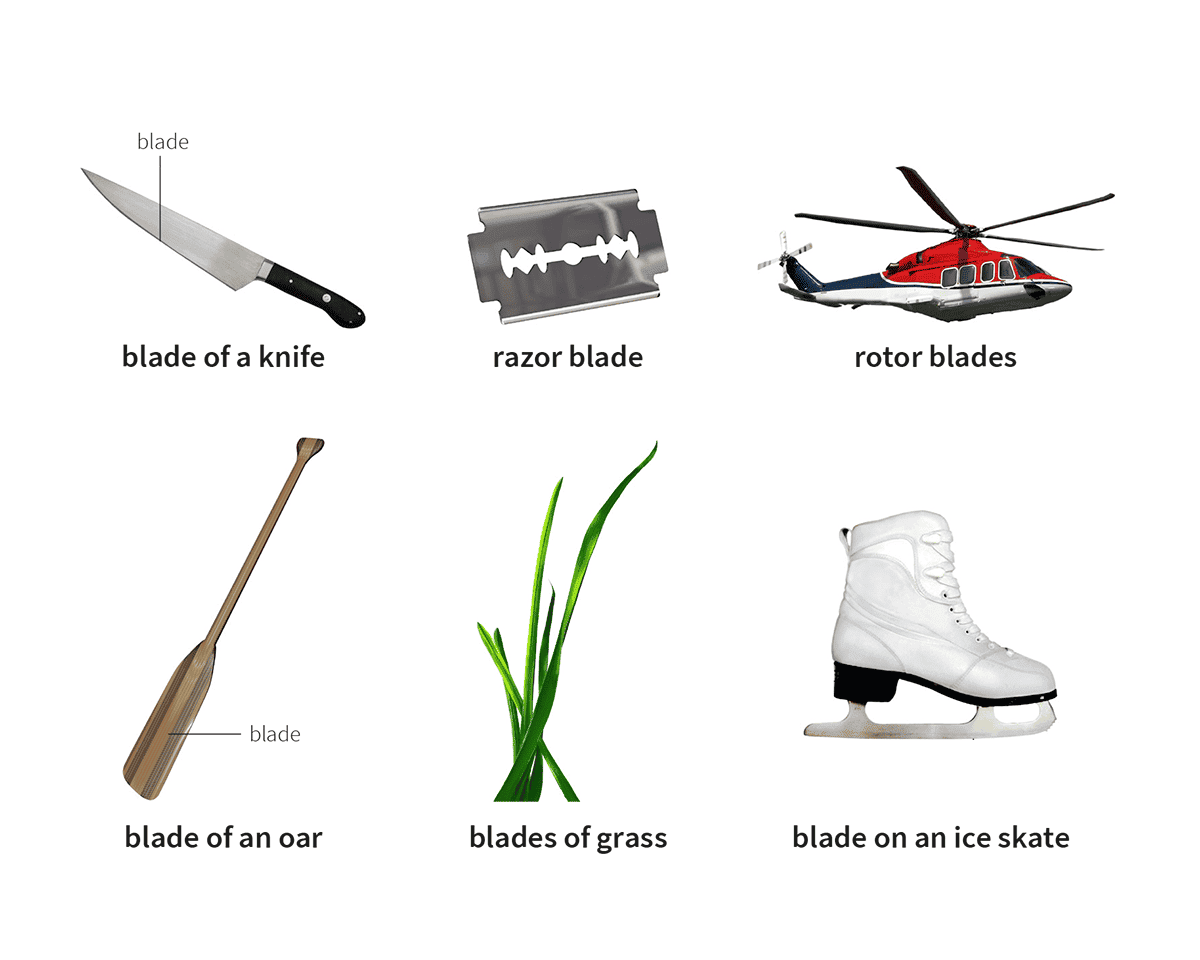 blade
blade of a knife
razor blade
rotor blades
blade
blade of an oar
blades of grass
blade on an ice skate